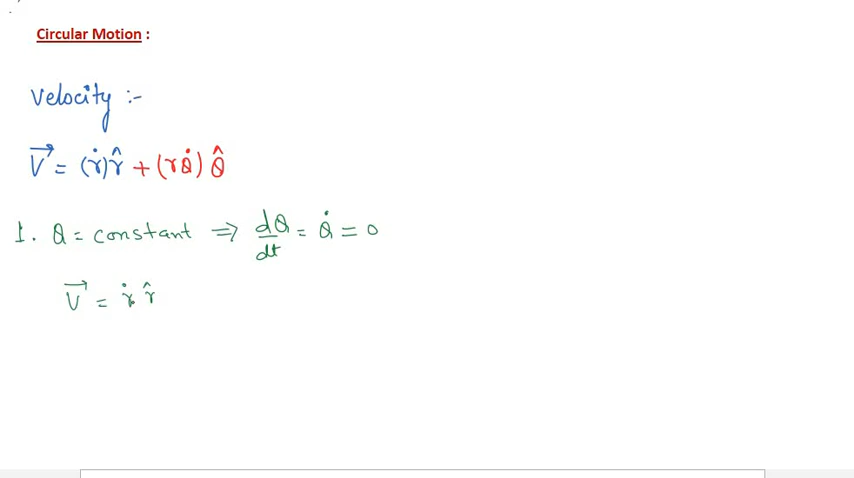 Circular Motion :
Velocity :-
V⃗ = (ṙ) r̂ + (rθ̇) θ̂
1. θ = constant ⇒ dθ/dt = θ̇ = 0
V⃗ = ṙ r̂